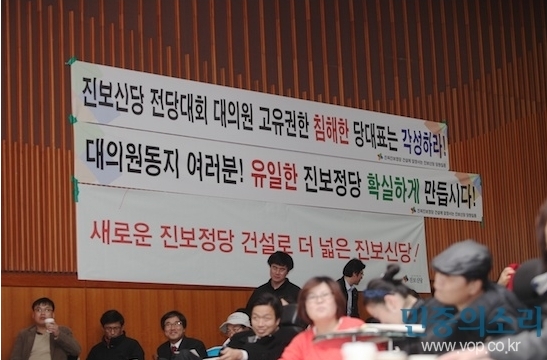 진보신당 전당대회 대의원 고유권한 침해한 당대표는 각성하라!
대의원동지 여러분! 유일한 진보정당 확실하게 만듭시다!
새로운 진보정당 건설로 더 넓은 진보신당!
민중의소리
www.vop.co.kr